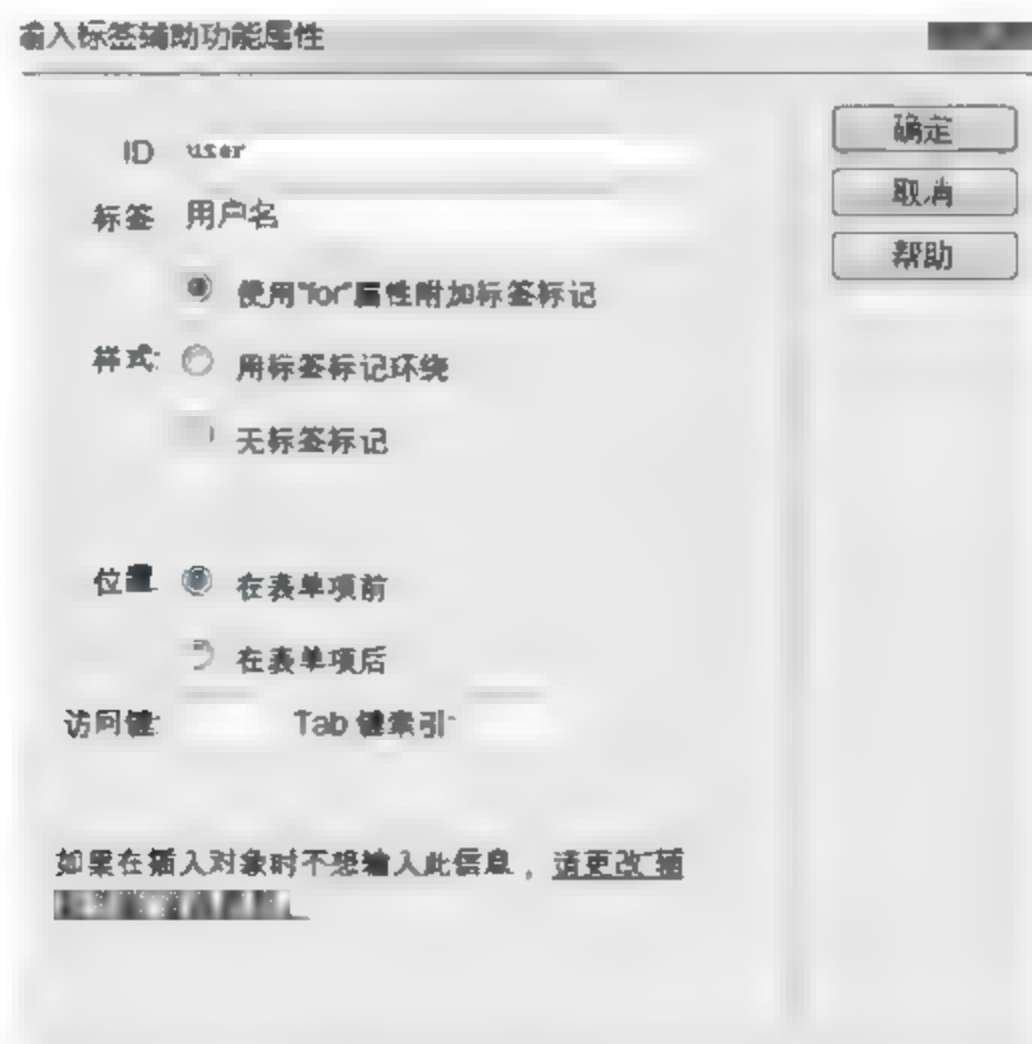 输入标签辅助功能属性
确定
ID user
取消
标签 用户名
帮助
使用"for"属性附加标签标记
样式: 用标签标记环绕
无标签标记
位置 在表单项前
在表单项后
访问键: Tab 键索引:
如果在插入对象时不想输入此信息，请更改"插